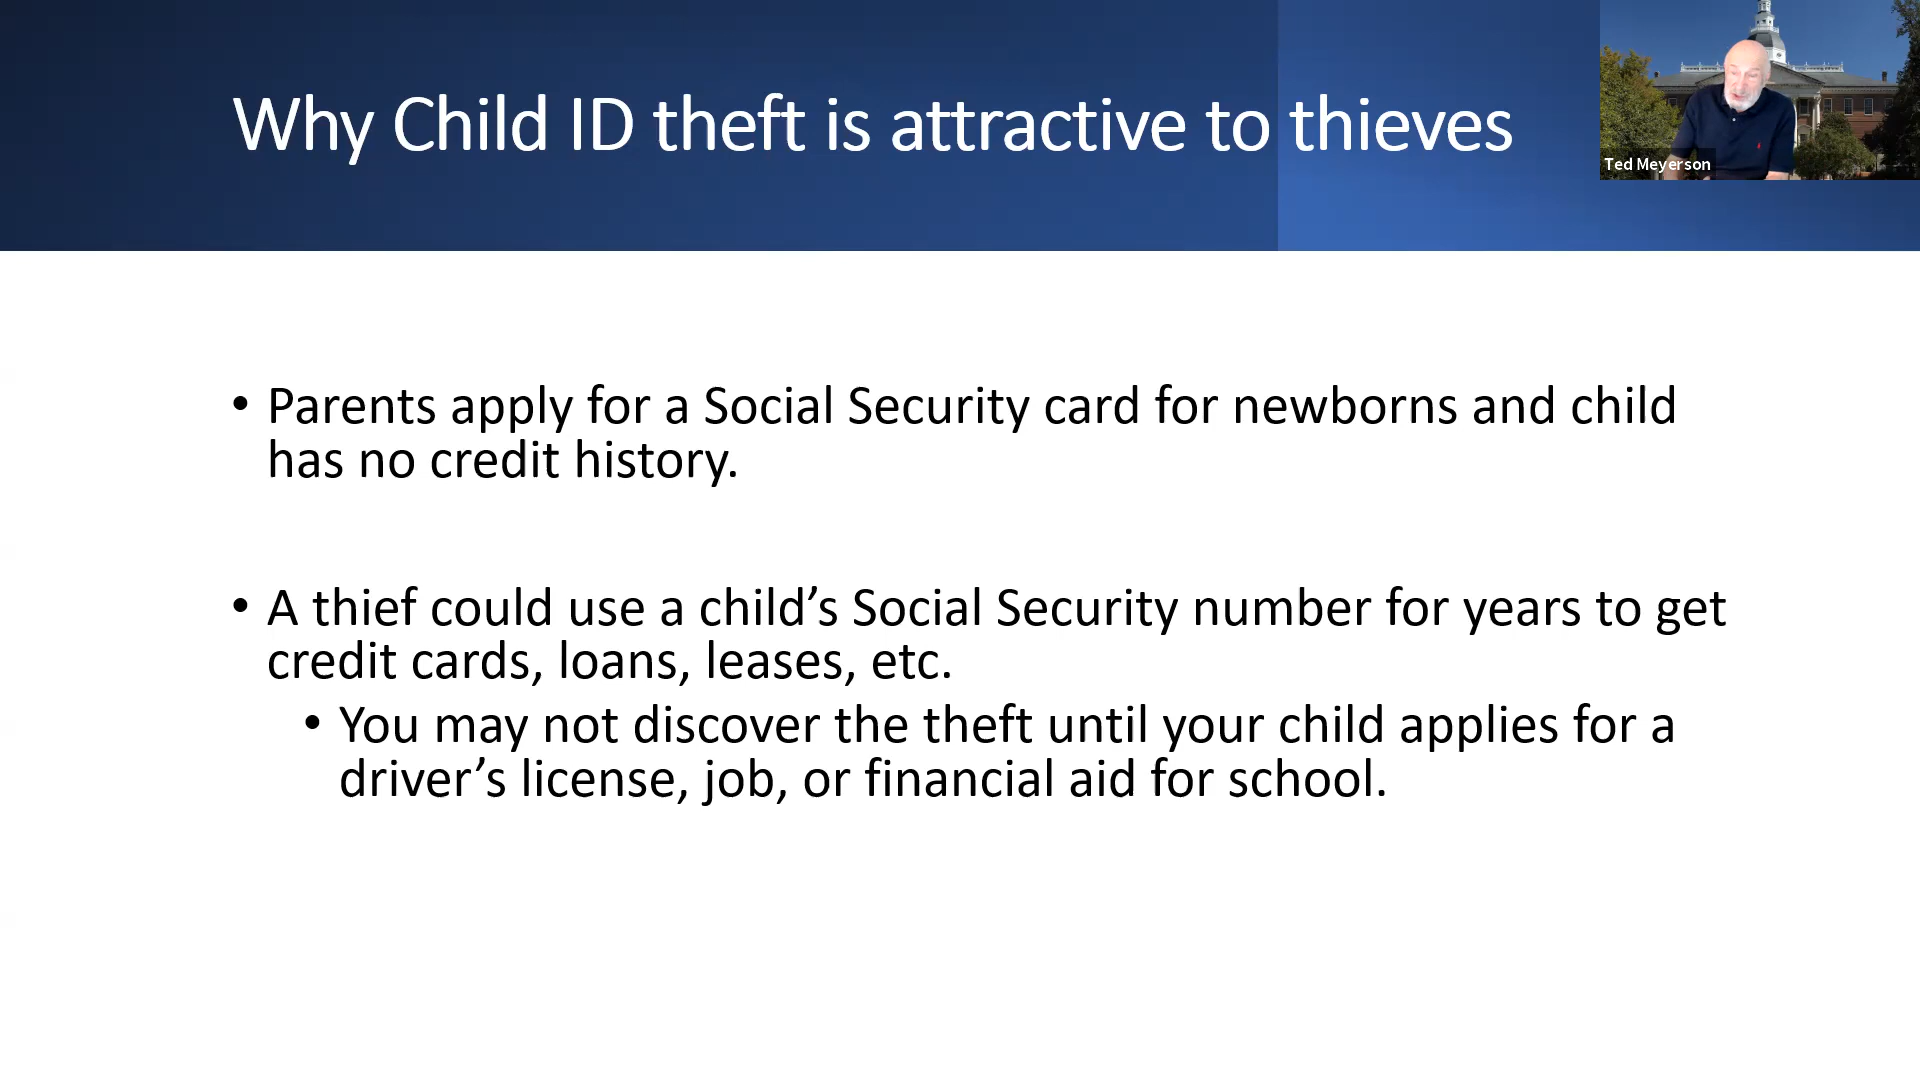 Why Child ID theft is attractive to thieves
Ted Meyerson
• Parents apply for a Social Security card for newborns and child
has no credit history.
• A thief could use a child’s Social Security number for years to get
credit cards, loans, leases, etc.
• You may not discover the theft until your child applies for a
driver’s license, job, or financial aid for school.